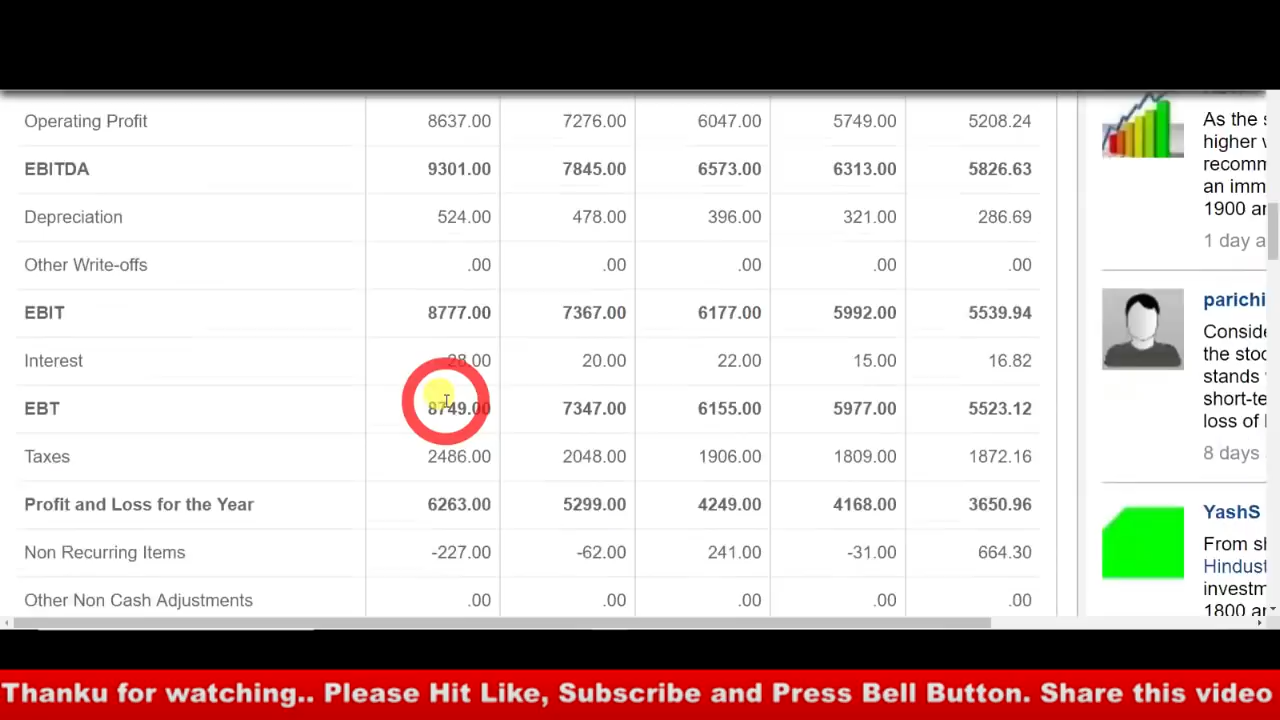 Operating Profit 8637.00 7276.00 6047.00 5749.00 5208.24
EBITDA 9301.00 7845.00 6573.00 6313.00 5826.63
Depreciation 524.00 478.00 396.00 321.00 286.69
Other Write-offs .00 .00 .00 .00 .00
EBIT 8777.00 7367.00 6177.00 5992.00 5539.94
Interest 28.00 20.00 22.00 15.00 16.82
EBT 8749.00 7347.00 6155.00 5977.00 5523.12
Taxes 2486.00 2048.00 1906.00 1809.00 1872.16
Profit and Loss for the Year 6263.00 5299.00 4249.00 4168.00 3650.96
Non Recurring Items -227.00 -62.00 241.00 -31.00 664.30
Other Non Cash Adjustments .00 .00 .00 .00 .00
As the s
higher
recomm
an imm
1900 ar
1 day a
parichi
Conside
the stoc
stands
short-te
loss of
8 days
YashS
From sh
Hindust
investm
1800 ar
Thanku for watching.. Please Hit Like, Subscribe and Press Bell Button. Share this video